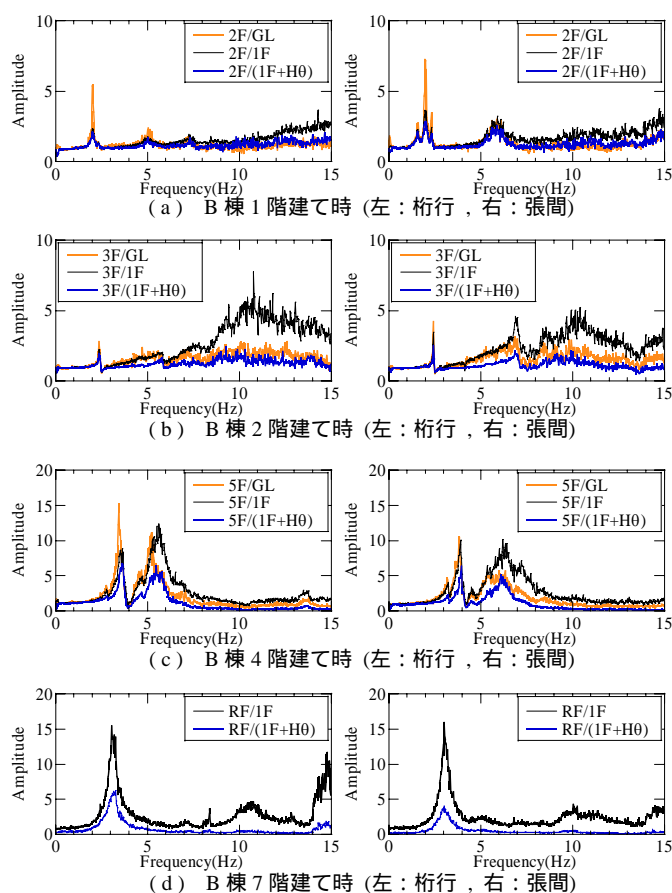 10
5
0
Amplitude
2F/GL
2F/1F
2F/(1F+Hθ)
0 5 10 15
Frequency(Hz)
10
5
0
Amplitude
2F/GL
2F/1F
2F/(1F+Hθ)
0 5 10 15
Frequency(Hz)
(a) B 棟 1 階建て時 (左:桁行 , 右:張間)
10
5
0
Amplitude
3F/GL
3F/1F
3F/(1F+Hθ)
0 5 10 15
Frequency(Hz)
10
5
0
Amplitude
3F/GL
3F/1F
3F/(1F+Hθ)
0 5 10 15
Frequency(Hz)
(b) B 棟 2 階建て時 (左:桁行 , 右:張間)
20
15
10
5
0
Amplitude
5F/GL
5F/1F
5F/(1F+Hθ)
0 5 10 15
Frequency(Hz)
20
15
10
5
0
Amplitude
5F/GL
5F/1F
5F/(1F+Hθ)
0 5 10 15
Frequency(Hz)
(c) B 棟 4 階建て時 (左:桁行 , 右:張間)
20
15
10
5
0
Amplitude
RF/1F
RF/(1F+Hθ)
0 5 10 15
Frequency(Hz)
20
15
10
5
0
Amplitude
RF/1F
RF/(1F+Hθ)
0 5 10 15
Frequency(Hz)
(d) B 棟 7 階建て時 (左:桁行 , 右:張間)